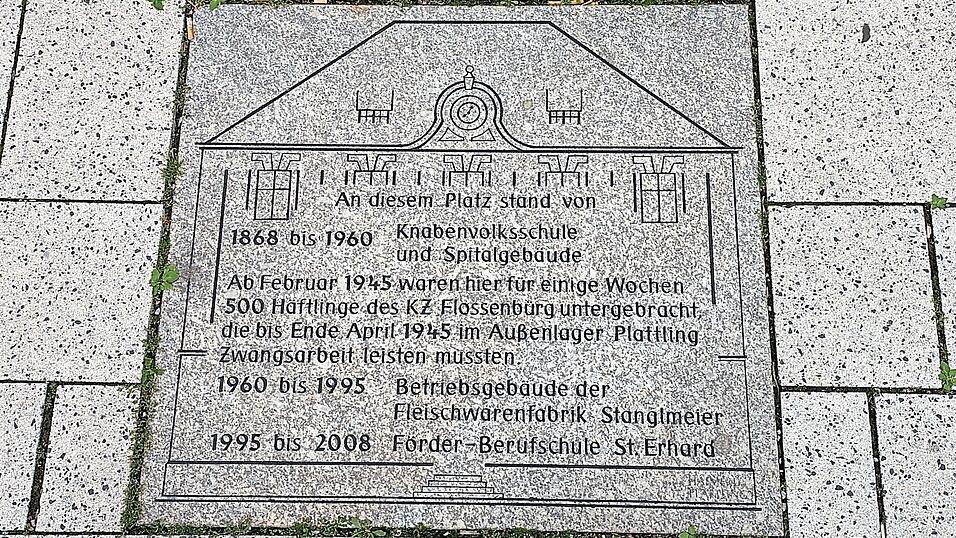 An diesem Platz stand von
1868 bis 1960 Knabenvolksschule
und Spitalgebäude
Ab Februar 1945 waren hier für einige Wochen
500 Häftlinge des KZ Flossenbürg untergebracht,
die bis Ende April 1945 im Außenlager Plattling
Zwangsarbeit leisten mussten.
1960 bis 1995 Betriebsgebäude der
Fleischwarenfabrik Stanglmeier
1995 bis 2008 Förder-Berufschule St. Erhard